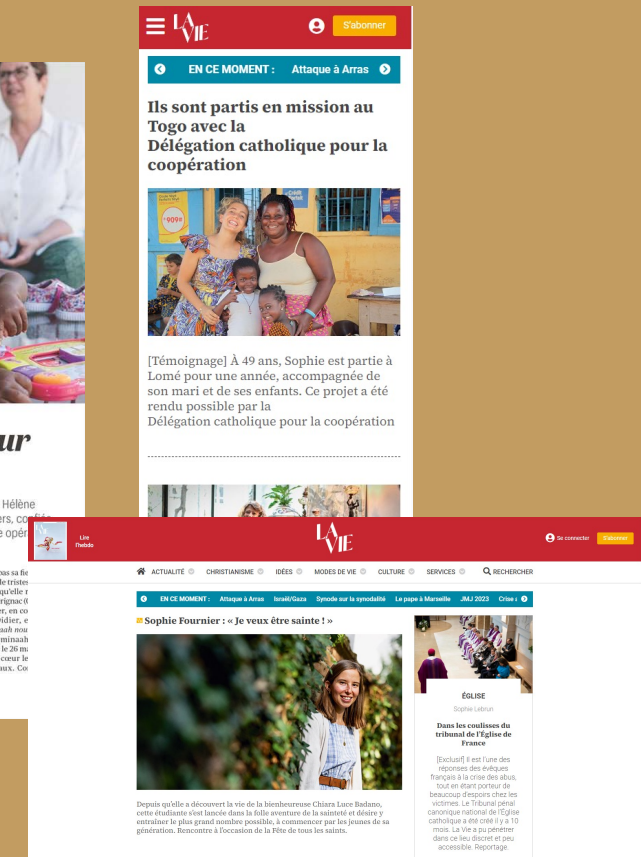 LA VIE
S'abonner
EN CE MOMENT : Attaque à Arras
Ils sont partis en mission au
Togo avec la
Délégation catholique pour la
coopération
909€
[Témoignage] À 49 ans, Sophie est partie à
Lomé pour une année, accompagnée de
son mari et de ses enfants. Ce projet a été
rendu possible par la
Délégation catholique pour la coopération
ur
Hélène
Lire
l'hebdo
LA VIE
Se connecter
S'abonner
ACTUALITÉ CHRISTIANISME IDÉES MODES DE VIE CULTURE SERVICES RECHERCHER
EN CE MOMENT : Attaque à Arras Israël/Gaza Synode sur la synodalité Le pape à Marseille JMJ 2023 Crise
Sophie Fournier : « Je veux être sainte ! »
Depuis qu'elle a découvert la vie de la bienheureuse Chiara Luce Badano,
cette étudiante s'est lancée dans la folle aventure de la sainteté et désire y
entraîner le plus grand nombre possible, à commencer par les jeunes de sa
génération. Rencontre à l'occasion de la Fête de tous les saints.
ÉGLISE
Sophie Lebrun
Dans les coulisses du
tribunal de l'Église de
France
[Exclusif] Il est l'une des
réponses des évêques
français à la crise des abus,
tout en étant porteur de
beaucoup d'espoirs chez les
victimes. Le Tribunal pénal
canonique national de l'Église
catholique a été créé il y a 10
mois. La Vie a pu pénétrer
dans ce lieu discret et peu
accessible. Reportage.